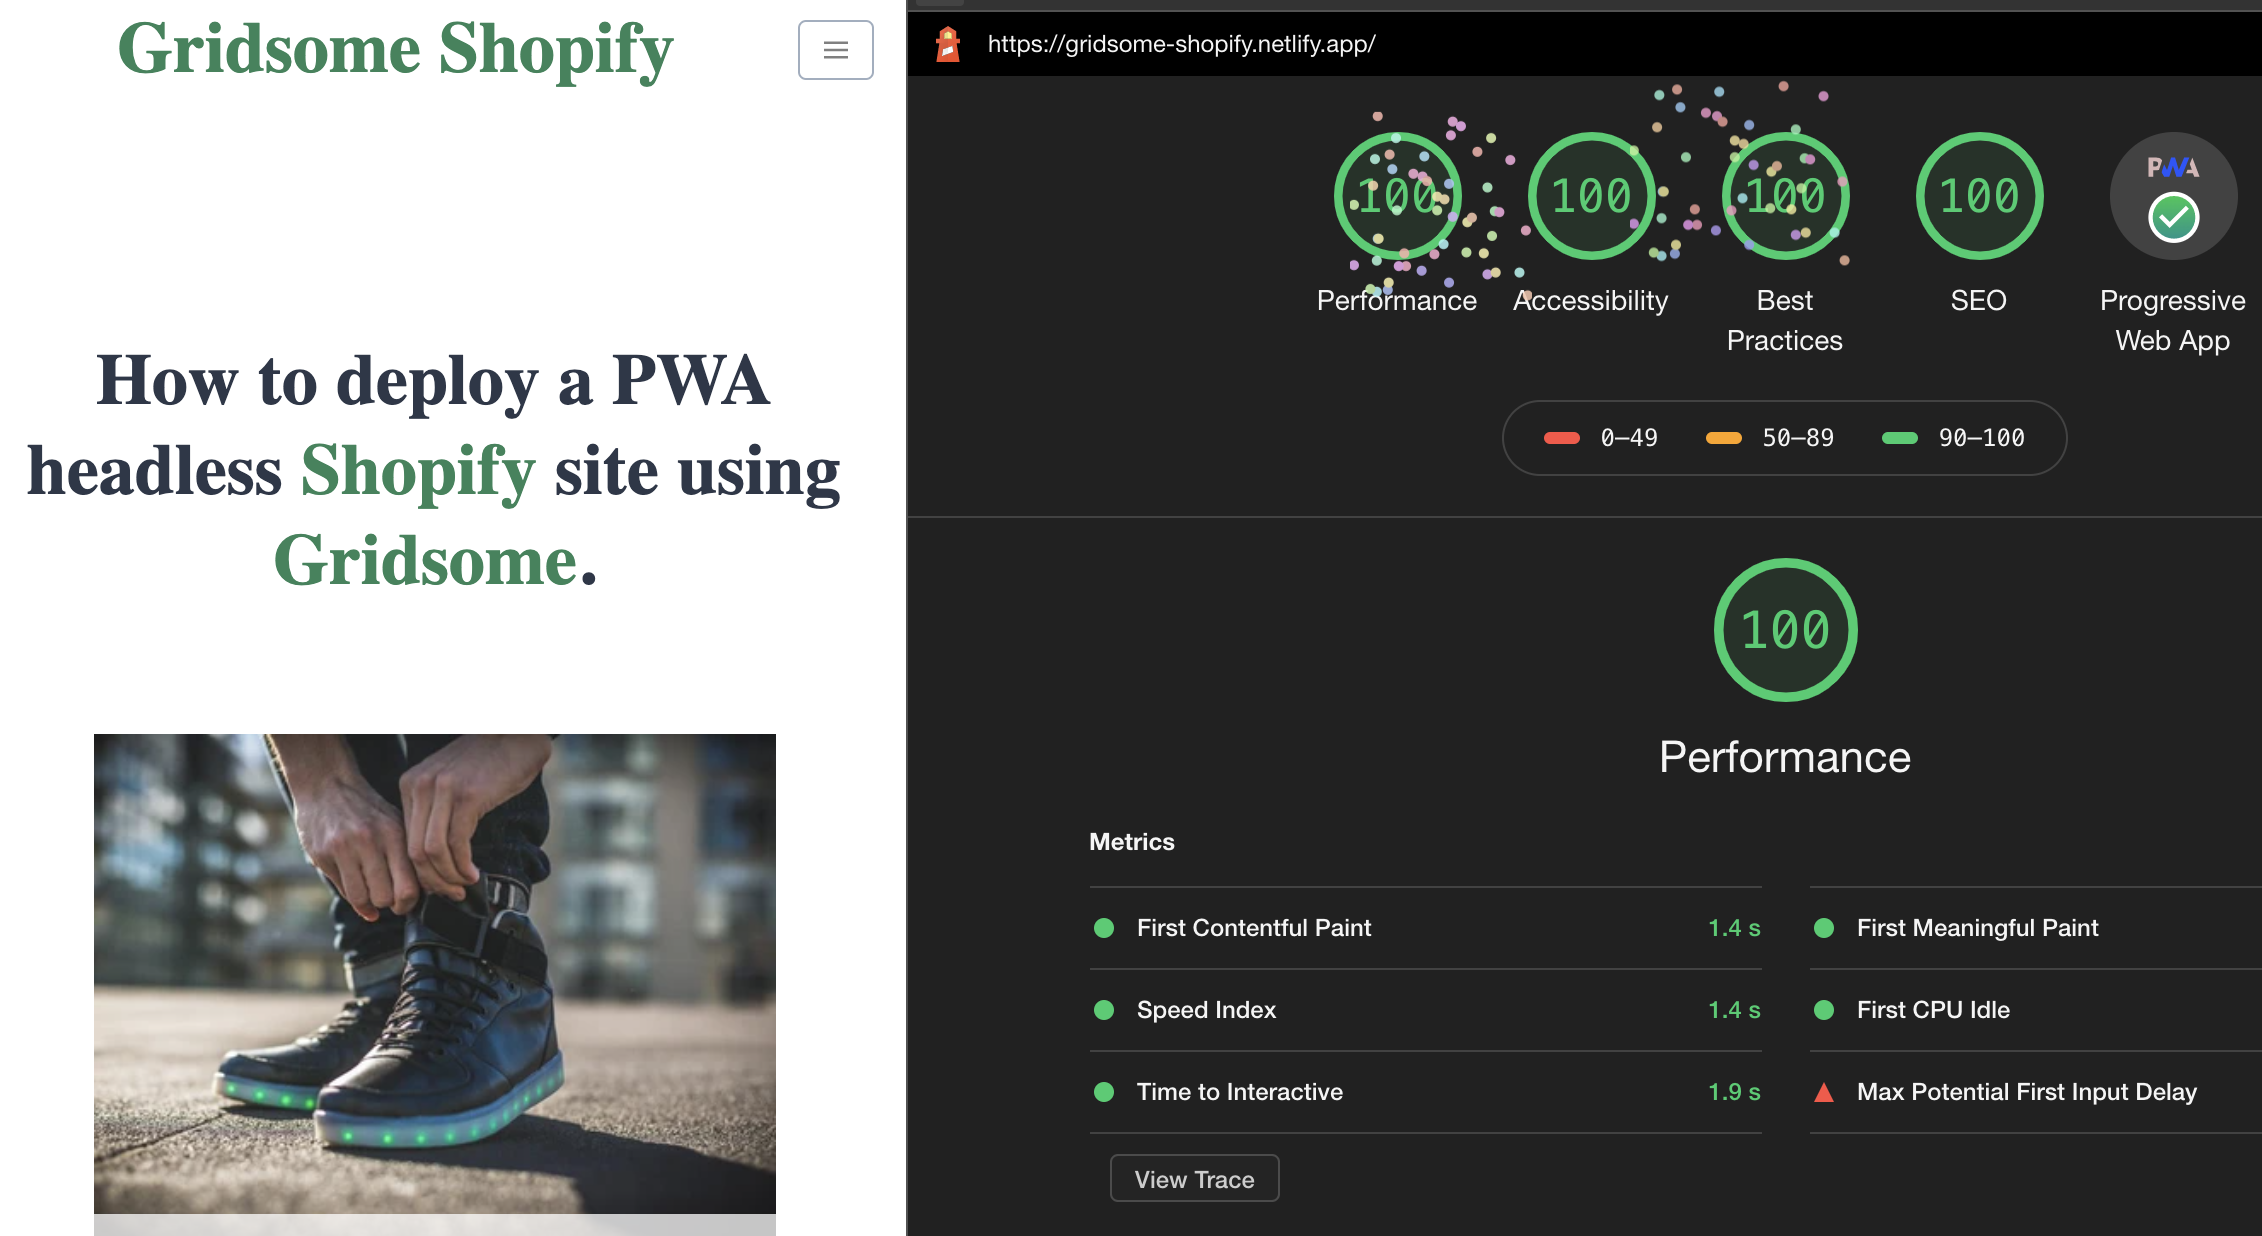 Gridsome Shopify
How to deploy a PWA
headless Shopify site using
Gridsome.
https://gridsome-shopify.netlify.app/
100
100
100
100
PWA
Performance
Accessibility
Best
Practices
SEO
Progressive
Web App
0–49
50–89
90–100
100
Performance
Metrics
First Contentful Paint 1.4 s
First Meaningful Paint
Speed Index 1.4 s
First CPU Idle
Time to Interactive 1.9 s
Max Potential First Input Delay
View Trace